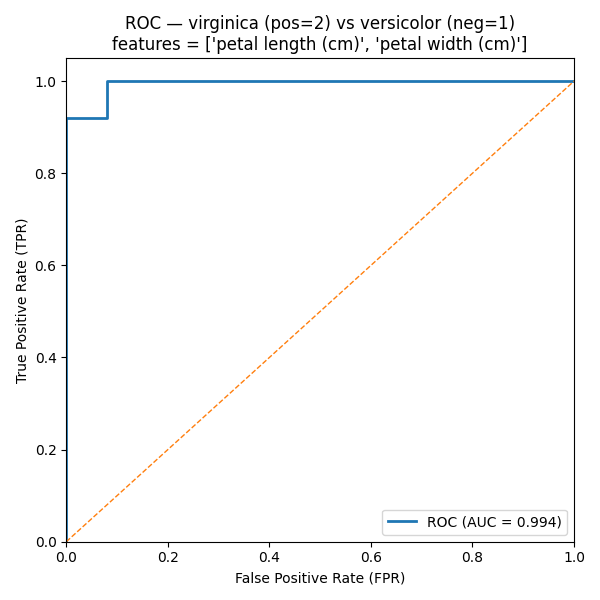 ROC — virginica (pos=2) vs versicolor (neg=1)
features = ['petal length (cm)', 'petal width (cm)']
True Positive Rate (TPR)
1.0
0.8
0.6
0.4
0.2
0.0
ROC (AUC = 0.994)
0.0 0.2 0.4 0.6 0.8 1.0
False Positive Rate (FPR)